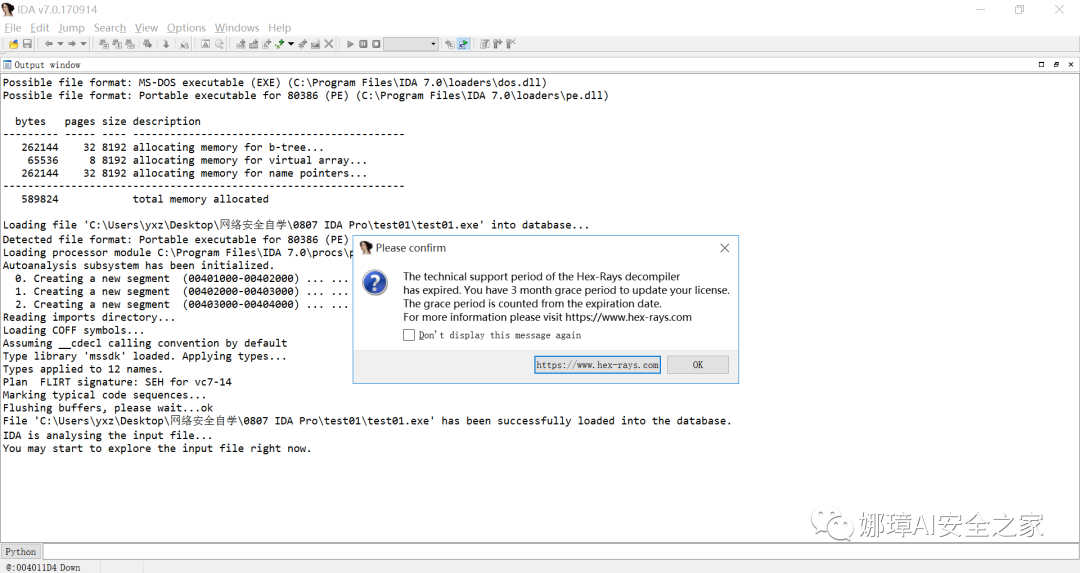 IDA v7.0.170914
File Edit Jump Search View Options Windows Help
Output window
Possible file format: MS-DOS executable (EXE) (C:\Program Files\IDA 7.0\loaders\dos.dll)
Possible file format: Portable executable for 80386 (PE) (C:\Program Files\IDA 7.0\loaders\pe.dll)
bytes pages size description
--------- ----- ---- --------------------------------------------
262144 32 8192 allocating memory for b-tree...
65536 8 8192 allocating memory for virtual array...
262144 32 8192 allocating memory for name pointers...
-----------------------------------------------------------------
589824 total memory allocated
Loading file 'C:\Users\yxz\Desktop\网络安全自学\0807 IDA Pro\test01\test01.exe' into database...
Detected file format: Portable executable for 80386 (PE)
Loading processor module C:\Program Files\IDA 7.0\procs\p
Autoanalysis subsystem has been initialized.
0. Creating a new segment (00401000-00402000) ... ...
1. Creating a new segment (00402000-00403000) ... ...
2. Creating a new segment (00403000-00404000) ... ...
Reading imports directory...
Loading COFF symbols...
Assuming __cdecl calling convention by default
Type library 'mssdk' loaded. Applying types...
Types applied to 12 names.
Plan FLIRT signature: SEH for vc7-14
Marking typical code sequences...
Flushing buffers, please wait...ok
File 'C:\Users\yxz\Desktop\网络安全自学\0807 IDA Pro\test01\test01.exe' has been successfully loaded into the database.
IDA is analysing the input file...
You may start to explore the input file right now.
Please confirm
The technical support period of the Hex-Rays decompiler
has expired. You have 3 month grace period to update your license.
The grace period is counted from the expiration date.
For more information please visit https://www.hex-rays.com
Don't display this message again
https://www.hex-rays.com OK
娜璋AI安全之家
Python
@:004011D4 Down